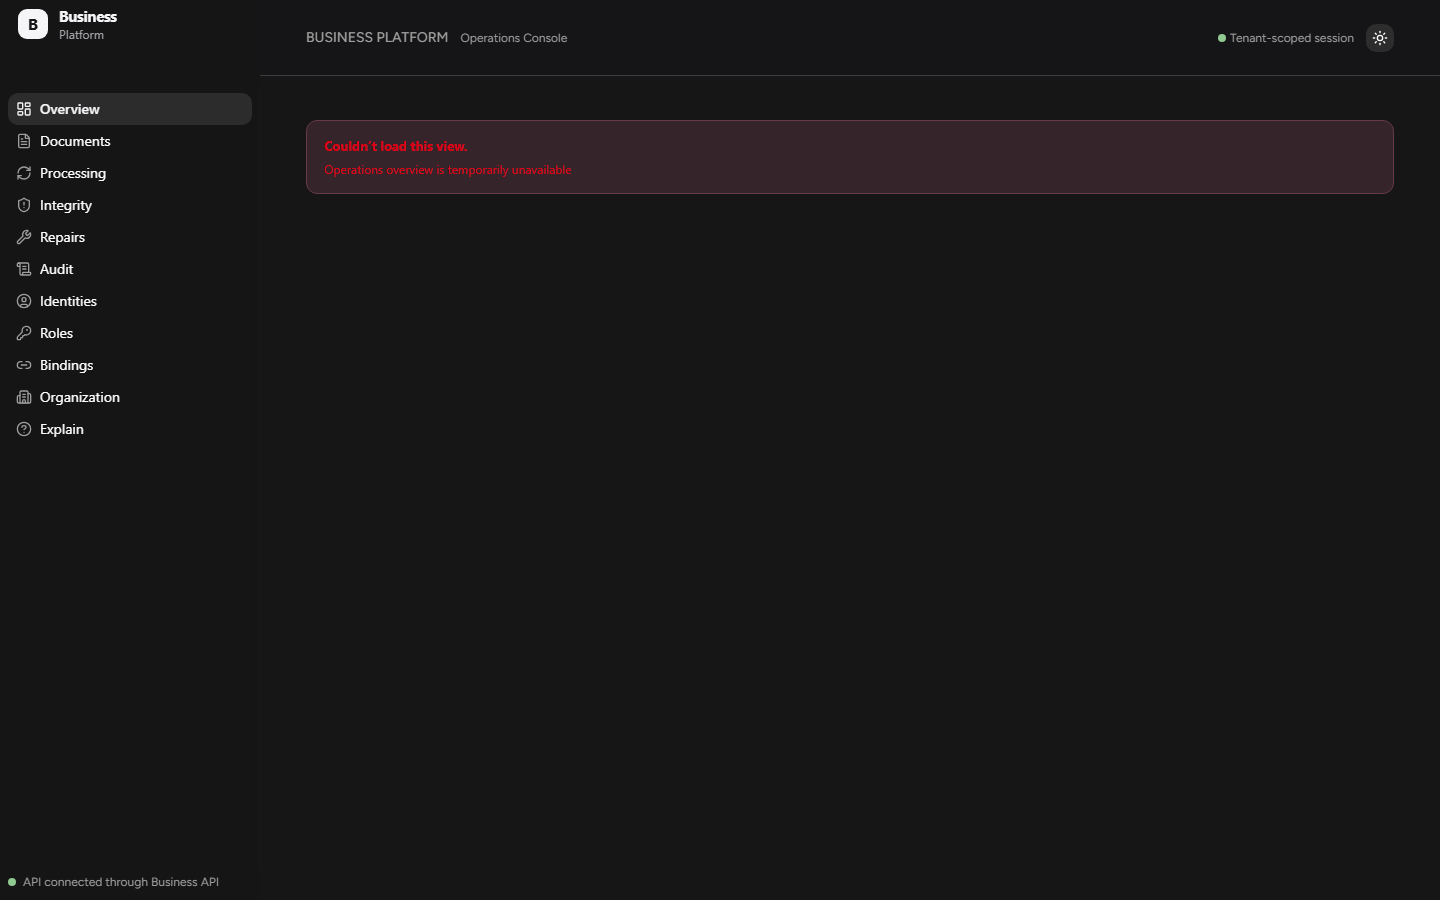 B
Business
Platform
BUSINESS PLATFORM Operations Console
Tenant-scoped session
Overview
Documents
Processing
Integrity
Repairs
Audit
Identities
Roles
Bindings
Organization
Explain
Couldn't load this view.
Operations overview is temporarily unavailable
API connected through Business API